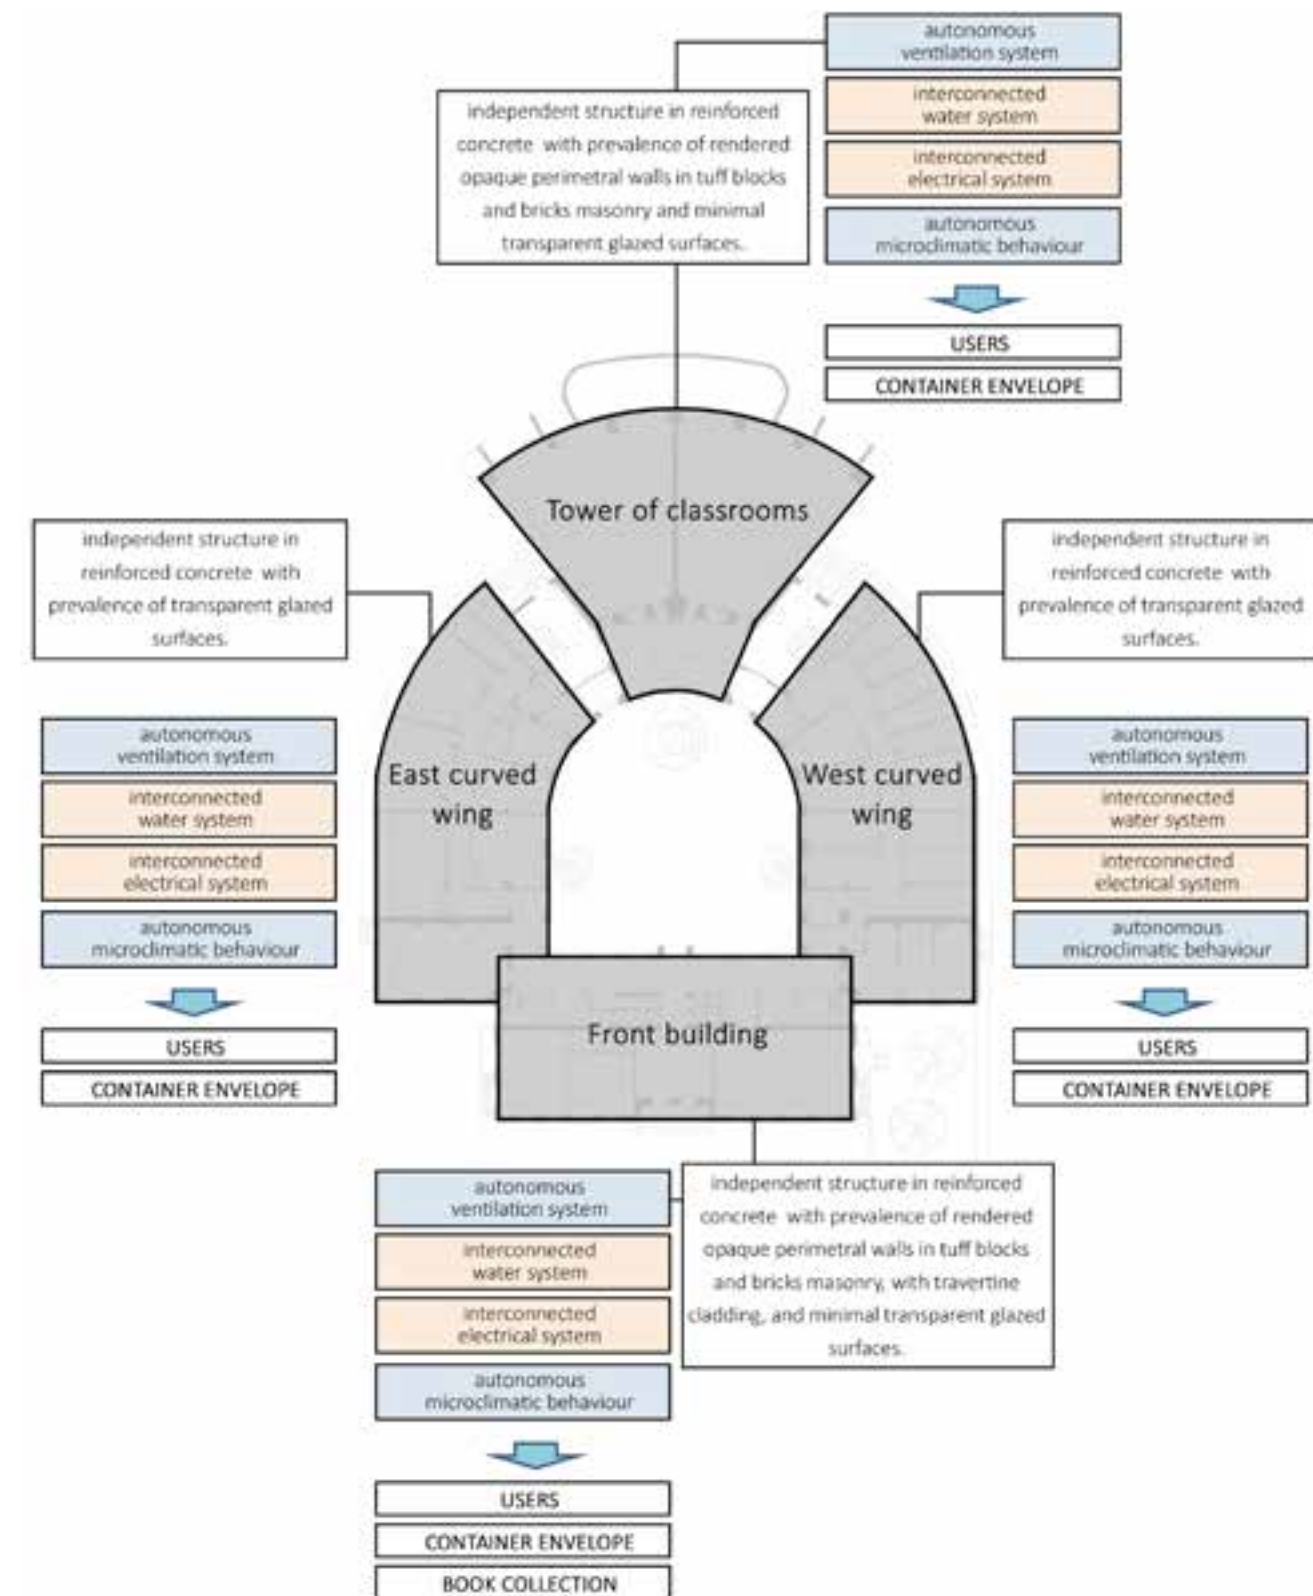 autonomous
ventilation system
interconnected
water system
interconnected
electrical system
autonomous
microclimatic behaviour
USERS
CONTAINER ENVELOPE
independent structure in reinforced
concrete with prevalence of rendered
opaque perimetral walls in tuff blocks
and bricks masonry and minimal
transparent glazed surfaces.
Tower of classrooms
independent structure in
reinforced concrete with
prevalence of transparent glazed
surfaces.
independent structure in
reinforced concrete with
prevalence of transparent glazed
surfaces.
autonomous
ventilation system
interconnected
water system
interconnected
electrical system
autonomous
microclimatic behaviour
USERS
CONTAINER ENVELOPE
East curved
wing
West curved
wing
autonomous
ventilation system
interconnected
water system
interconnected
electrical system
autonomous
microclimatic behaviour
USERS
CONTAINER ENVELOPE
Front building
autonomous
ventilation system
interconnected
water system
interconnected
electrical system
autonomous
microclimatic behaviour
USERS
CONTAINER ENVELOPE
BOOK COLLECTION
independent structure in reinforced
concrete with prevalence of rendered
opaque perimetral walls in tuff blocks
and bricks masonry, with travertine
cladding, and minimal transparent glazed
surfaces.